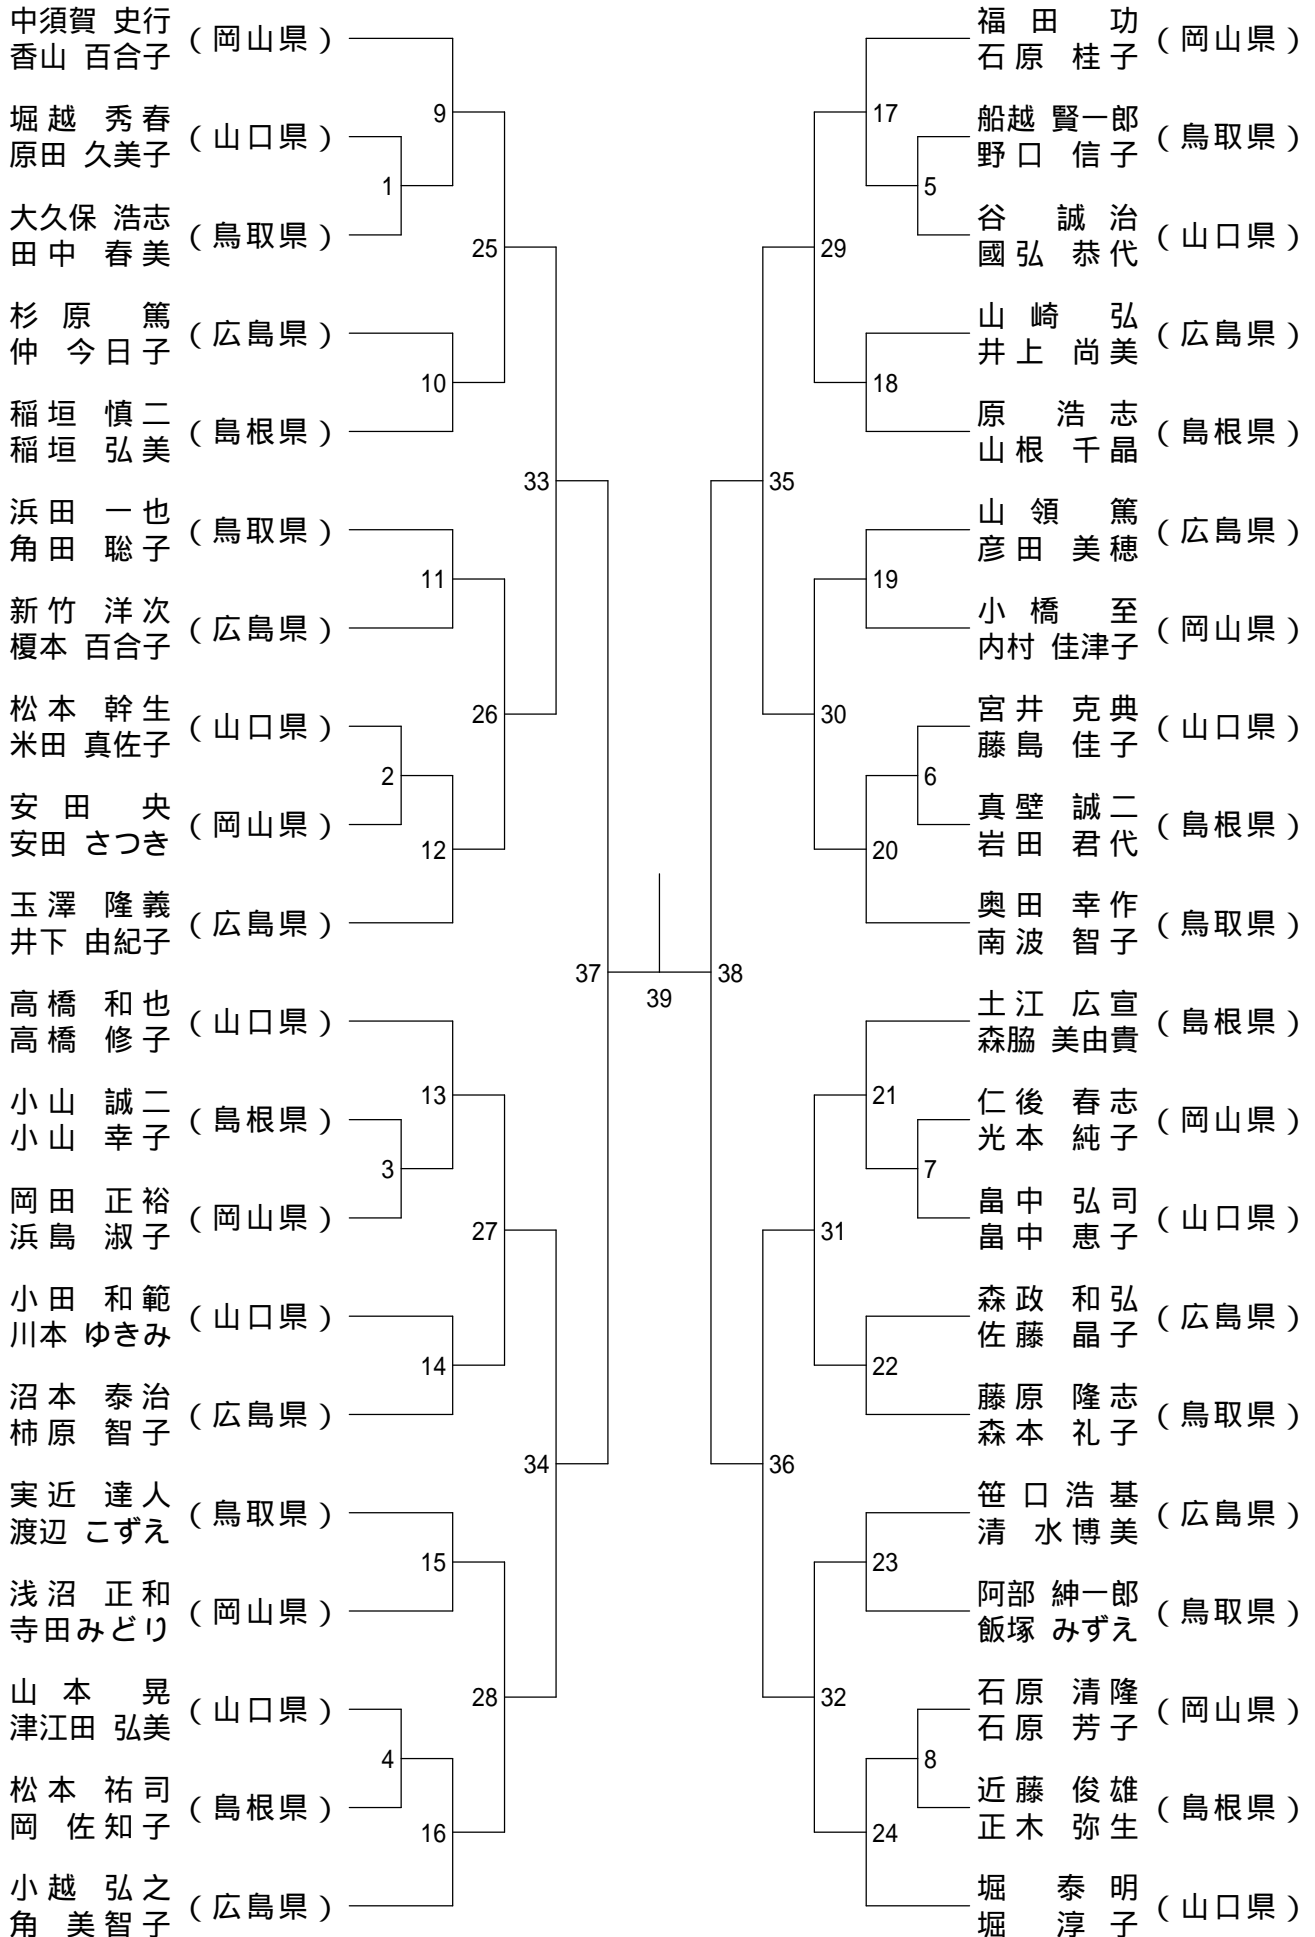 中須賀 史行
香山 百合子
（岡山県）
堀越 秀春
原田 久美子
（山口県）
大久保 浩志
田中 春美
（鳥取県）
杉原 篤
仲 今日子
（広島県）
稲垣 慎二
稲垣 弘美
（島根県）
浜田 一也
角田 聡子
（鳥取県）
新竹 洋次
榎本 百合子
（広島県）
松本 幹生
米田 真佐子
（山口県）
安田 央
安田 さつき
（岡山県）
玉澤 隆義
井下 由紀子
（広島県）
高橋 和也
高橋 修子
（山口県）
小山 誠二
小山 幸子
（島根県）
岡田 正裕
浜島 淑子
（岡山県）
小田 和範
川本 ゆきみ
（山口県）
沼本 泰治
柿原 智子
（広島県）
実近 達人
渡辺 こずえ
（鳥取県）
浅沼 正和
寺田みどり
（岡山県）
山本 晃
津江田 弘美
（山口県）
松本 祐司
岡 佐知子
（島根県）
小越 弘之
角 美智子
（広島県）
1
2
3
4
9
10
11
12
13
14
15
16
25
26
27
28
33
34
37
39
38
35
36
29
30
31
32
17
18
19
20
21
22
23
24
5
6
7
8
福田 功
石原 桂子
（岡山県）
船越 賢一郎
野口 信子
（鳥取県）
谷 誠治
國弘 恭代
（山口県）
山崎 弘
井上 尚美
（広島県）
原 浩志
山根 千晶
（島根県）
山領 篤
彦田 美穂
（広島県）
小橋 至
内村 佳津子
（岡山県）
宮井 克典
藤島 佳子
（山口県）
真壁 誠二
岩田 君代
（島根県）
奥田 幸作
南波 智子
（鳥取県）
土江 広宣
森脇 美由貴
（島根県）
仁後 春志
光本 純子
（岡山県）
畠中 弘司
畠中 恵子
（山口県）
森政 和弘
佐藤 晶子
（広島県）
藤原 隆志
森本 礼子
（鳥取県）
笹口浩基
清水博美
（広島県）
阿部 紳一郎
飯塚 みずえ
（鳥取県）
石原 清隆
石原 芳子
（岡山県）
近藤 俊雄
正木 弥生
（島根県）
堀 泰明
堀 淳子
（山口県）